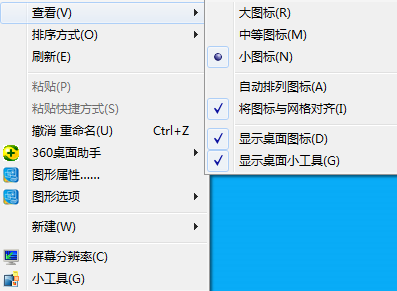 查看(V)
排序方式(O)
刷新(E)
粘贴(P)
粘贴快捷方式(S)
撤消 重命名(U) Ctrl+Z
360桌面助手
图形属性......
图形选项
新建(W)
屏幕分辨率(C)
小工具(G)
大图标(R)
中等图标(M)
小图标(N)
自动排列图标(A)
将图标与网格对齐(I)
显示桌面图标(D)
显示桌面小工具(G)